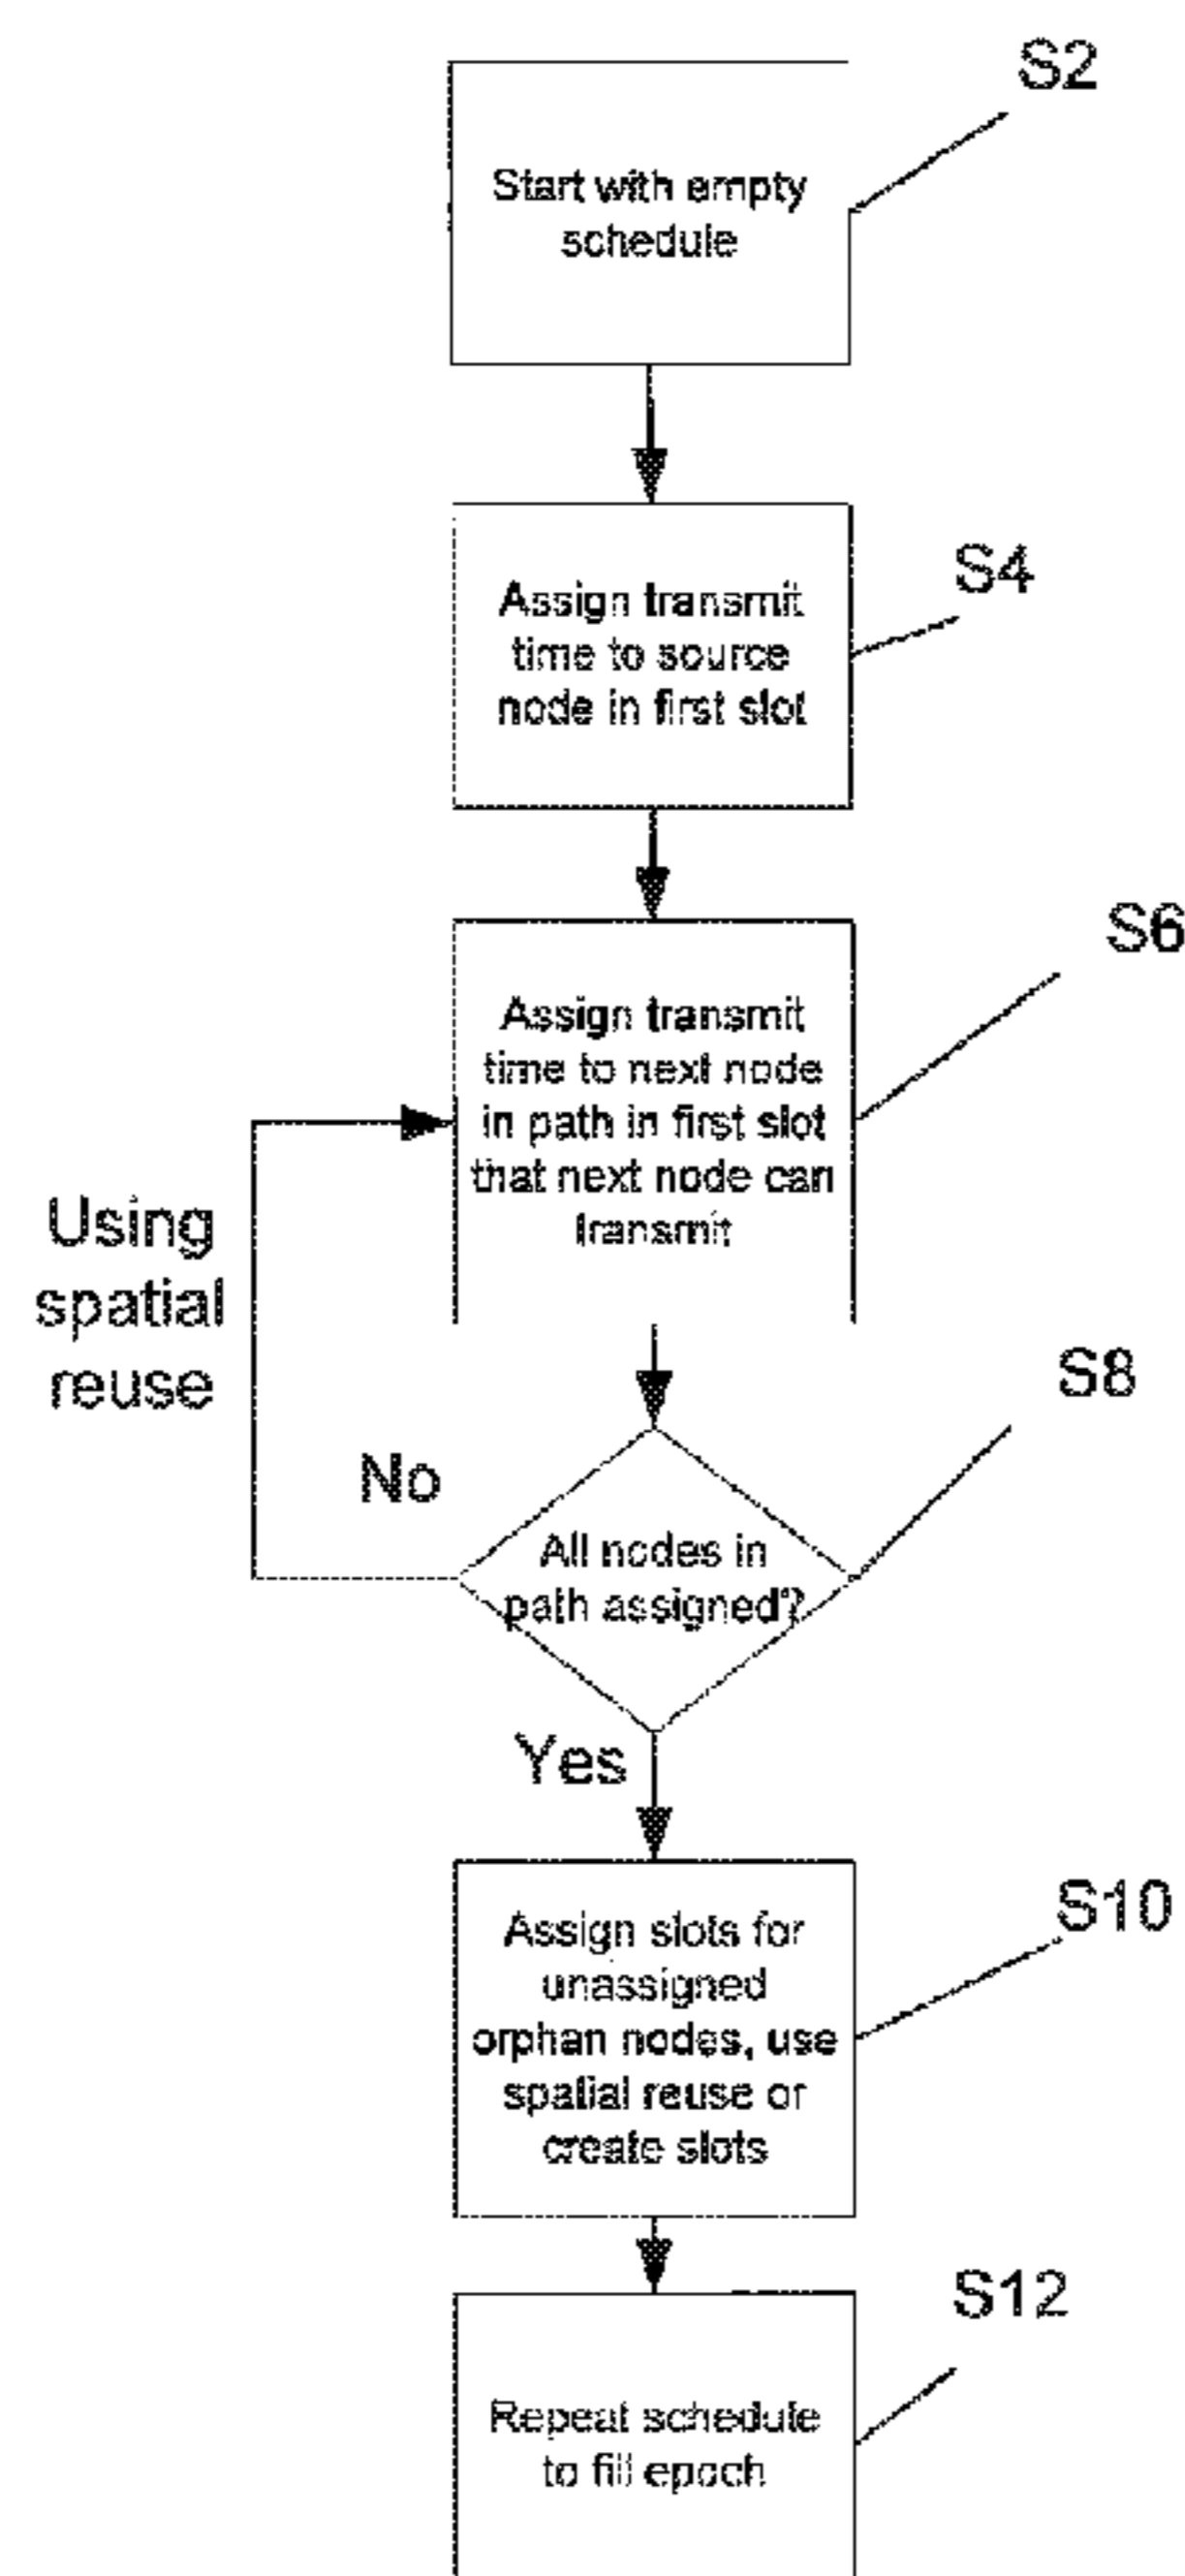 S2
Start with empty
schedule
S4
Assign transmit
time to source
node in first slot
S6
Assign transmit
time to next node
in path in first slot
that next node can
transmit
Using
spatial
reuse
S8
No
All nodes in
path assigned?
Yes
S10
Assign slots for
unassigned
orphan nodes, use
spatial reuse or
create slots
S12
Repeat schedule
to fill epoch